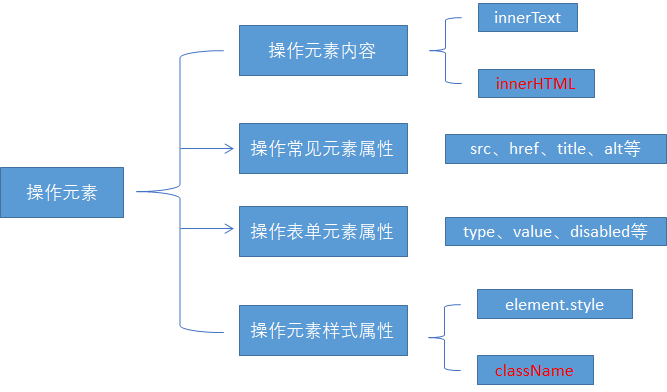 操作元素
操作元素内容
innerText
innerHTML
操作常见元素属性
src、href、title、alt等
操作表单元素属性
type、value、disabled等
操作元素样式属性
element.style
className